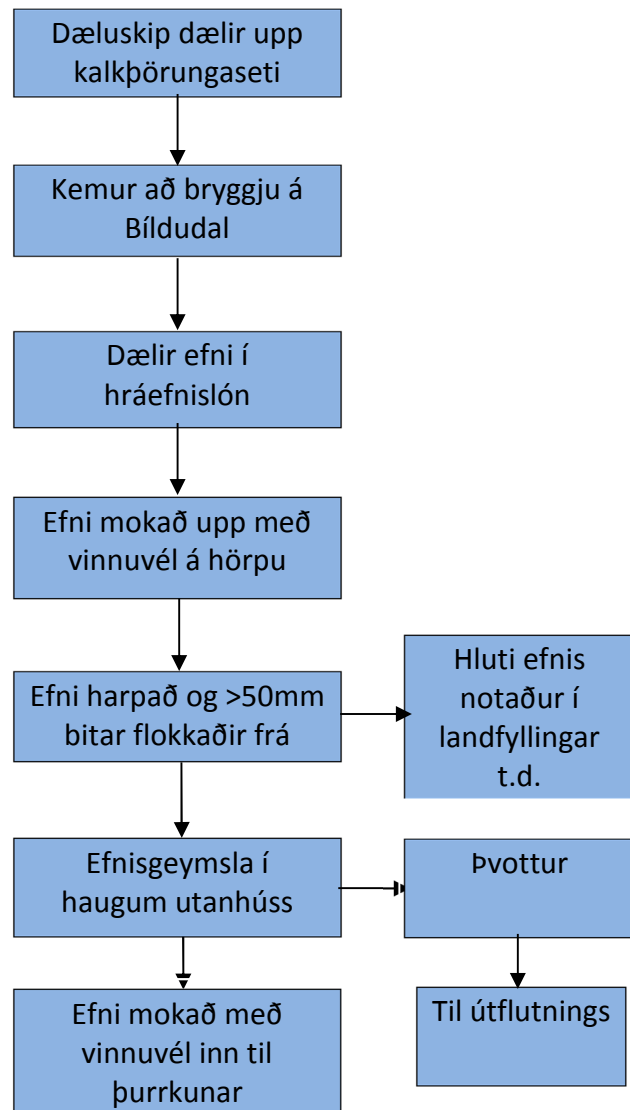 Dæluskip dælir upp
kalkþörungaseti
Kemur að bryggju á
Bíldudal
Dælir efni í
hráefnislón
Efni mokað upp með
vinnuvél á hörpu
Efni harpað og >50mm
bitar flokkaðir frá
Hluti efnis
notaður í
landfyllingar
t.d.
Efnisgeymsla í
haugum utanhúss
Þvottur
Efni mokað með
vinnuvél inn til
þurrkunar
Til útflutnings